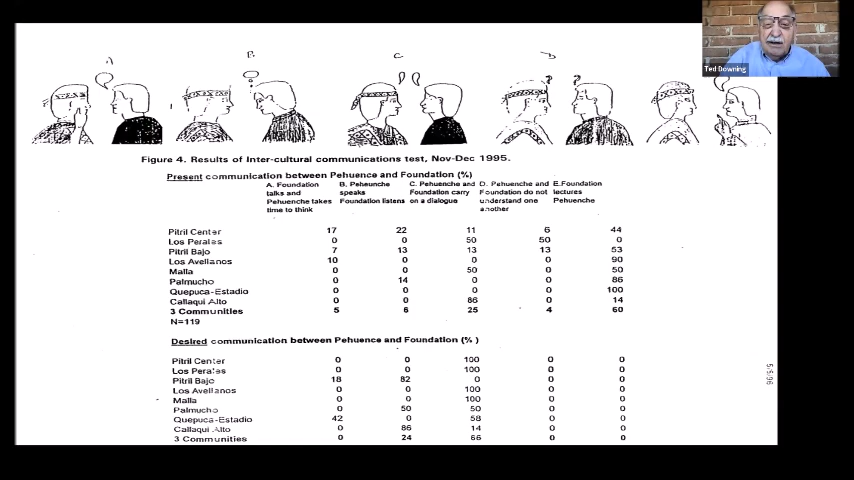 Ted Downing
A
B
C
D
Figure 4. Results of Inter-cultural communications test, Nov-Dec 1995.
Present communication between Pehuence and Foundation (%)
A. Foundation talks and Pehuenche takes time to think B. Peheunche speaks Foundation listens C. Pehuenche and Foundation carry on a dialogue D. Pehuenche and Foundation do not understand one another E.Foundation lectures Pehuenche
Pitril Center 17 22 11 6 44
Los Perales 0 0 50 50 0
Pitril Bajo 7 13 13 13 53
Los Avellanos 10 0 0 0 90
Malla 0 0 50 0 50
Palmucho 0 14 0 0 86
Quepuca-Estadio 0 0 0 0 100
Callaqui Alto 0 0 86 0 14
3 Communities 5 6 25 4 60
N=119
Desired communication between Pehuence and Foundation (%)
Pitril Center 0 0 100 0 0
Los Perales 0 0 100 0 0
Pitril Bajo 18 82 0 0 0
Los Avellanos 0 0 100 0 0
Malla 0 0 100 0 0
Palmucho 0 50 50 0 0
Quepuca-Estadio 42 0 58 0 0
Callaqui Alto 0 86 14 0 0
3 Communities 0 24 66 0 0
5/5/96